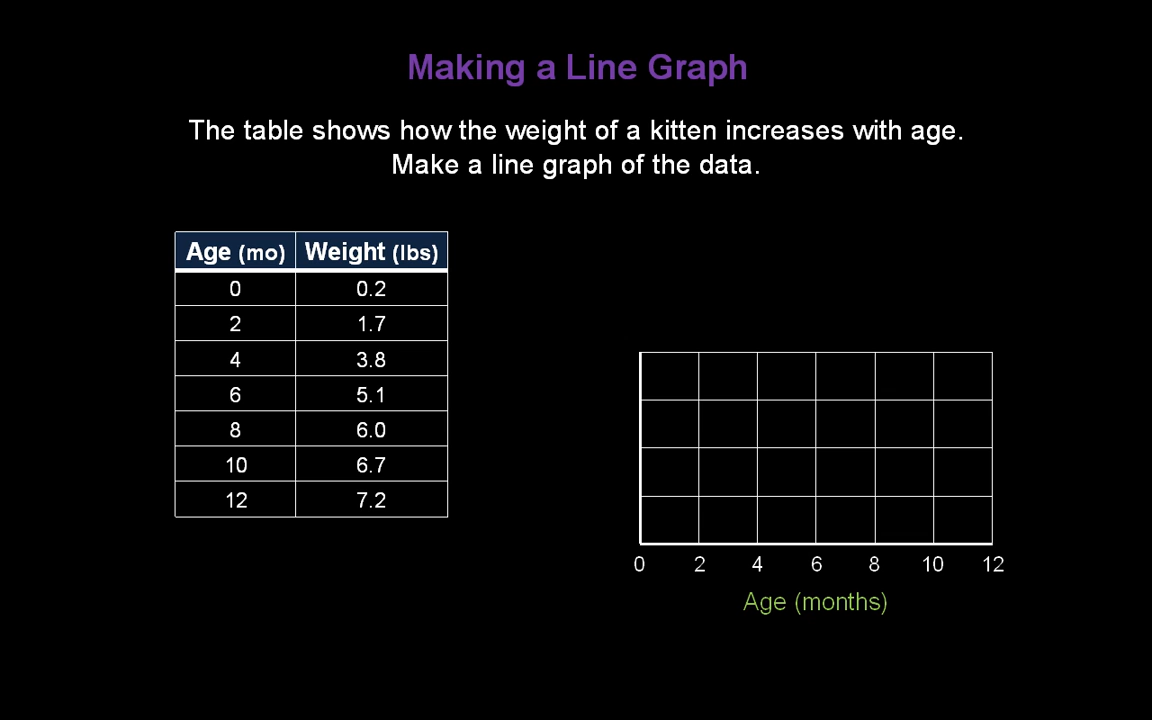 Making a Line Graph
The table shows how the weight of a kitten increases with age.
Make a line graph of the data.
Age (mo) Weight (lbs)
0 0.2
2 1.7
4 3.8
6 5.1
8 6.0
10 6.7
12 7.2
0 2 4 6 8 10 12
Age (months)